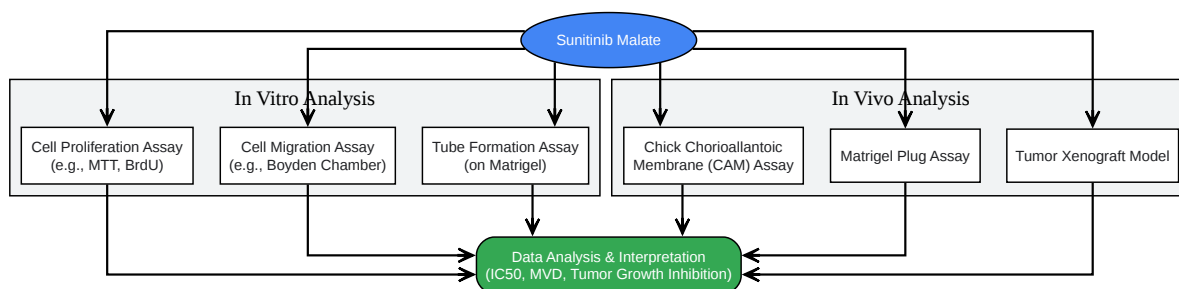 Sunitinib Malate
In Vitro Analysis
In Vivo Analysis
Cell Proliferation Assay
(e.g., MTT, BrdU)
Cell Migration Assay
(e.g., Boyden Chamber)
Tube Formation Assay
(on Matrigel)
Chick Chorioallantoic
Membrane (CAM) Assay
Matrigel Plug Assay
Tumor Xenograft Model
Data Analysis & Interpretation
(IC50, MVD, Tumor Growth Inhibition)